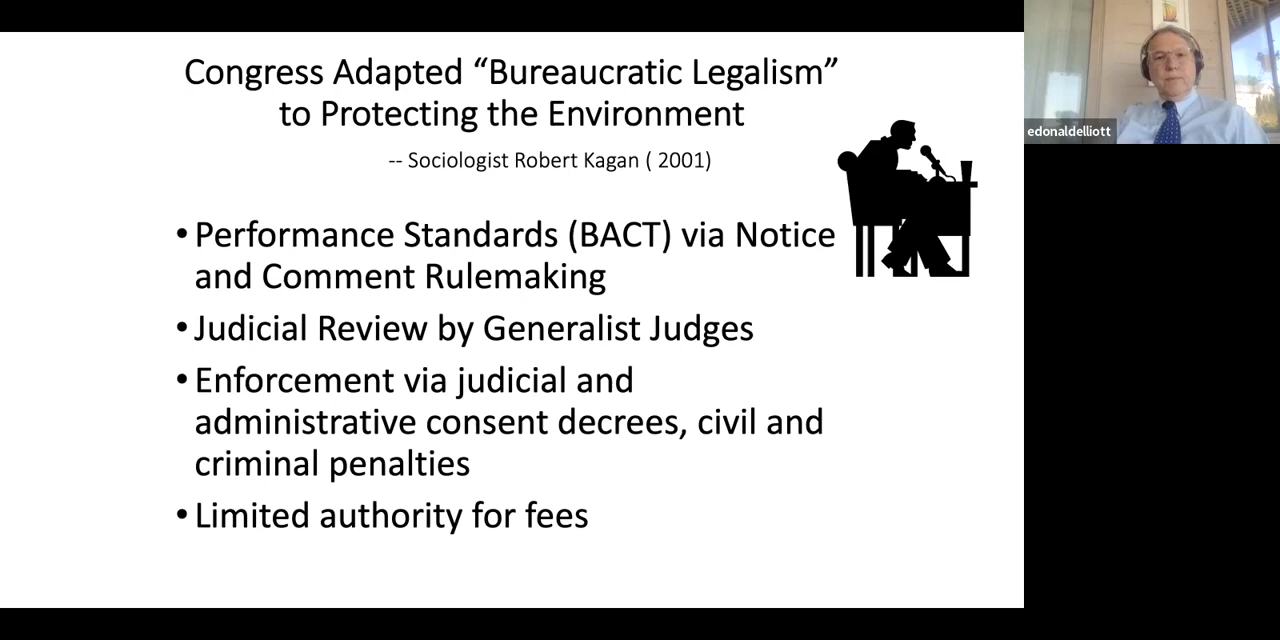 Congress Adapted “Bureaucratic Legalism”
to Protecting the Environment
-- Sociologist Robert Kagan ( 2001)
•Performance Standards (BACT) via Notice
and Comment Rulemaking
•Judicial Review by Generalist Judges
•Enforcement via judicial and
administrative consent decrees, civil and
criminal penalties
•Limited authority for fees
edonaldelliott